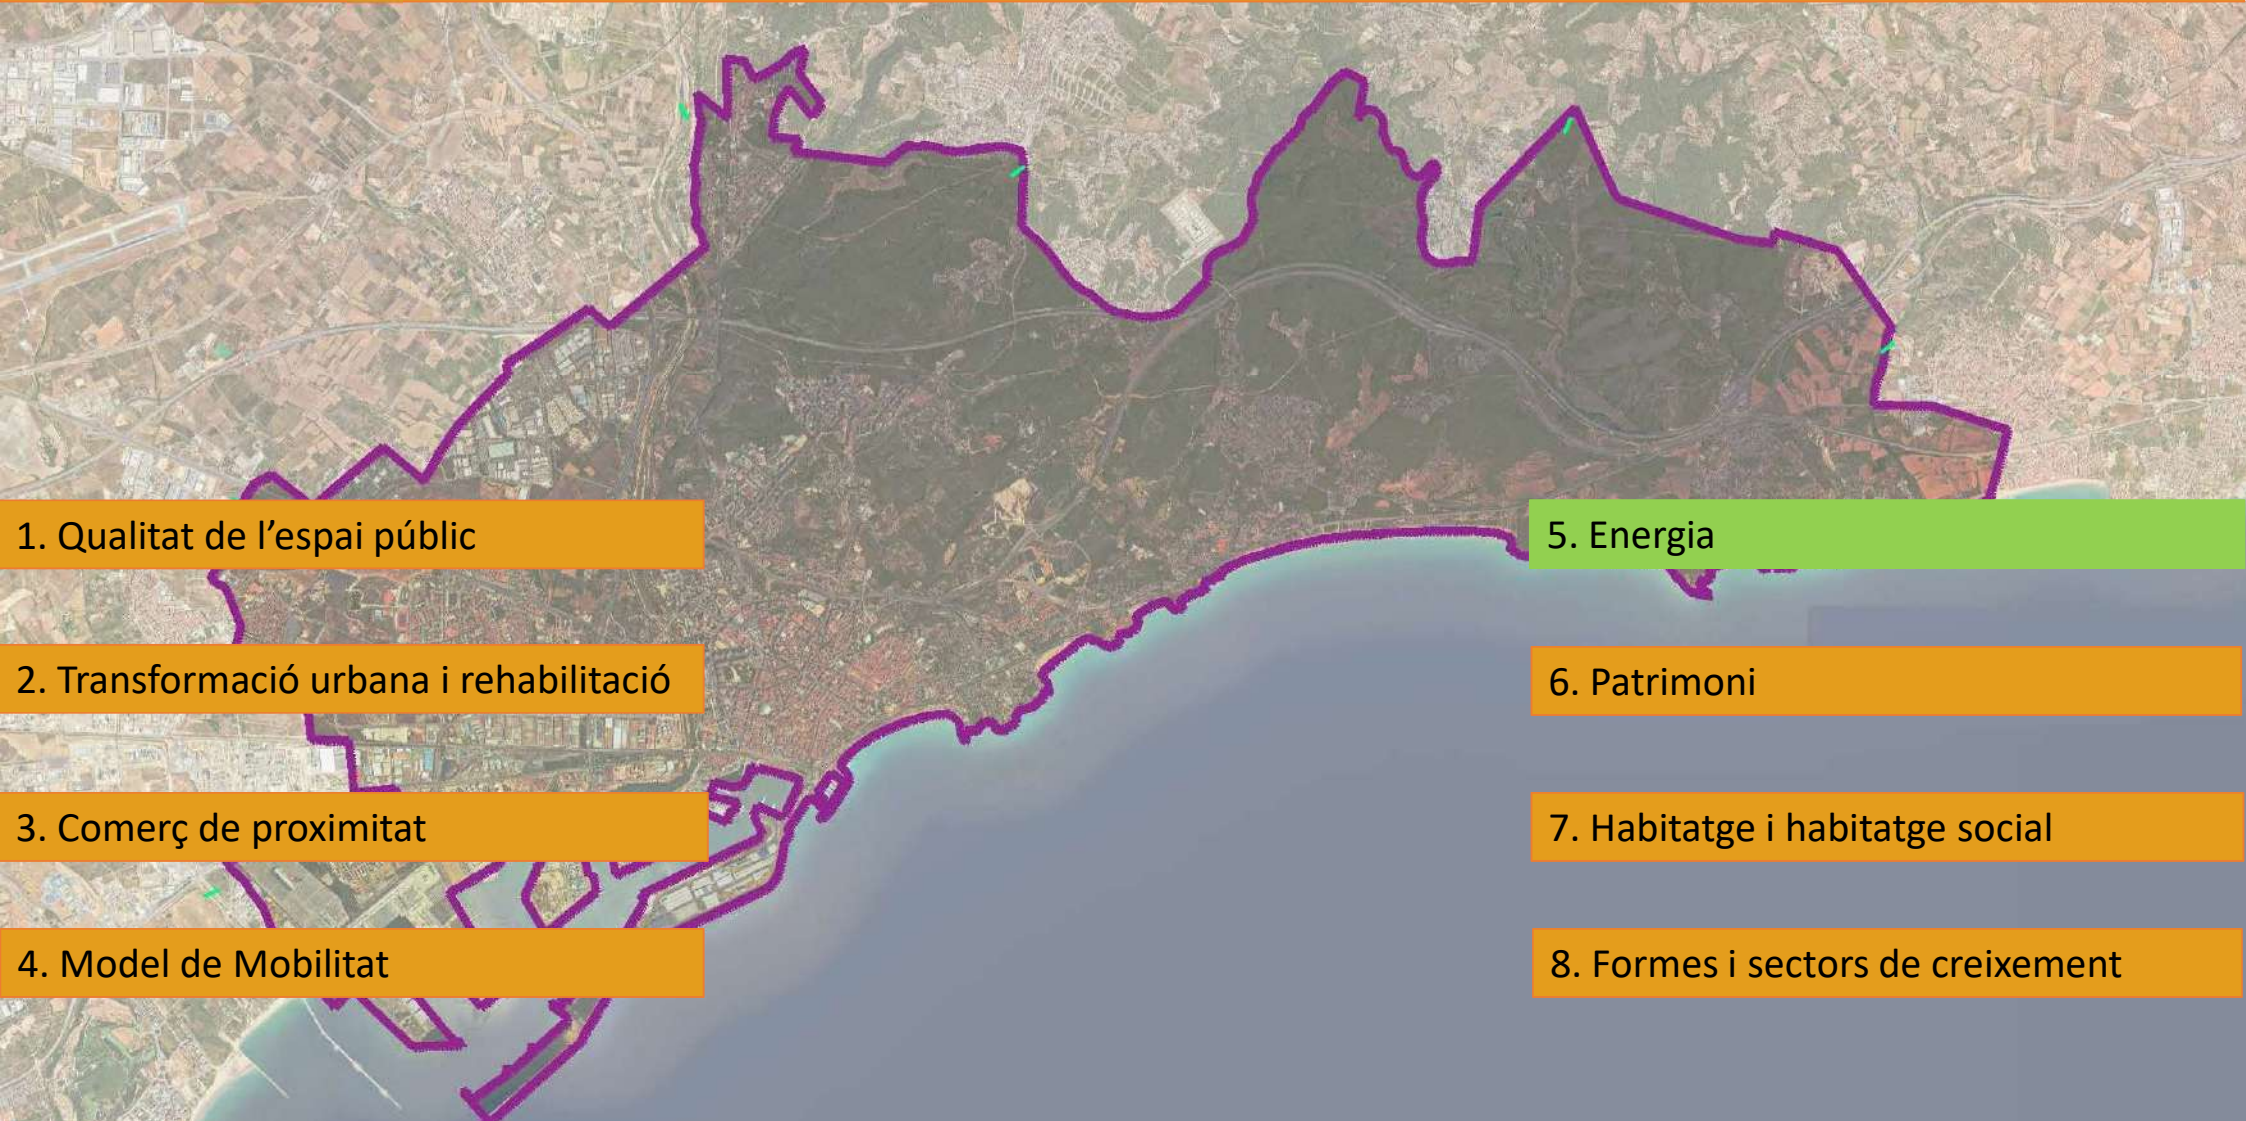 1. Qualitat de l’espai públic
2. Transformació urbana i rehabilitació
3. Comerç de proximitat
4. Model de Mobilitat
5. Energia
6. Patrimoni
7. Habitatge i habitatge social
8. Formes i sectors de creixement